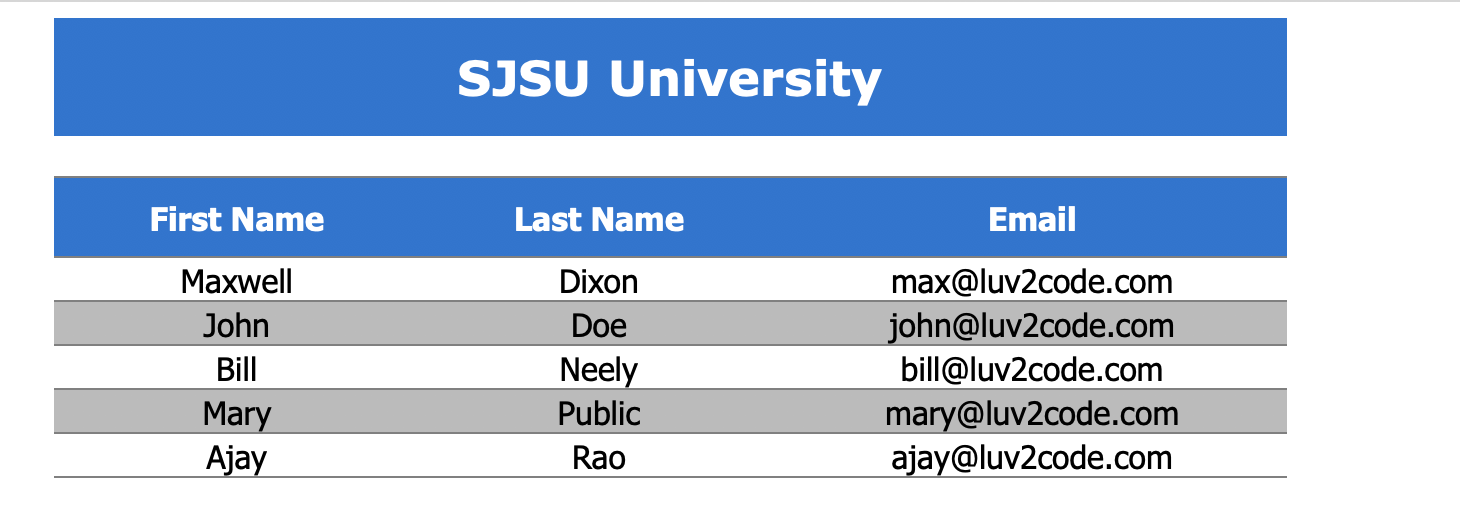 SJSU University
First Name Last Name Email
Maxwell Dixon max@luv2code.com
John Doe john@luv2code.com
Bill Neely bill@luv2code.com
Mary Public mary@luv2code.com
Ajay Rao ajay@luv2code.com